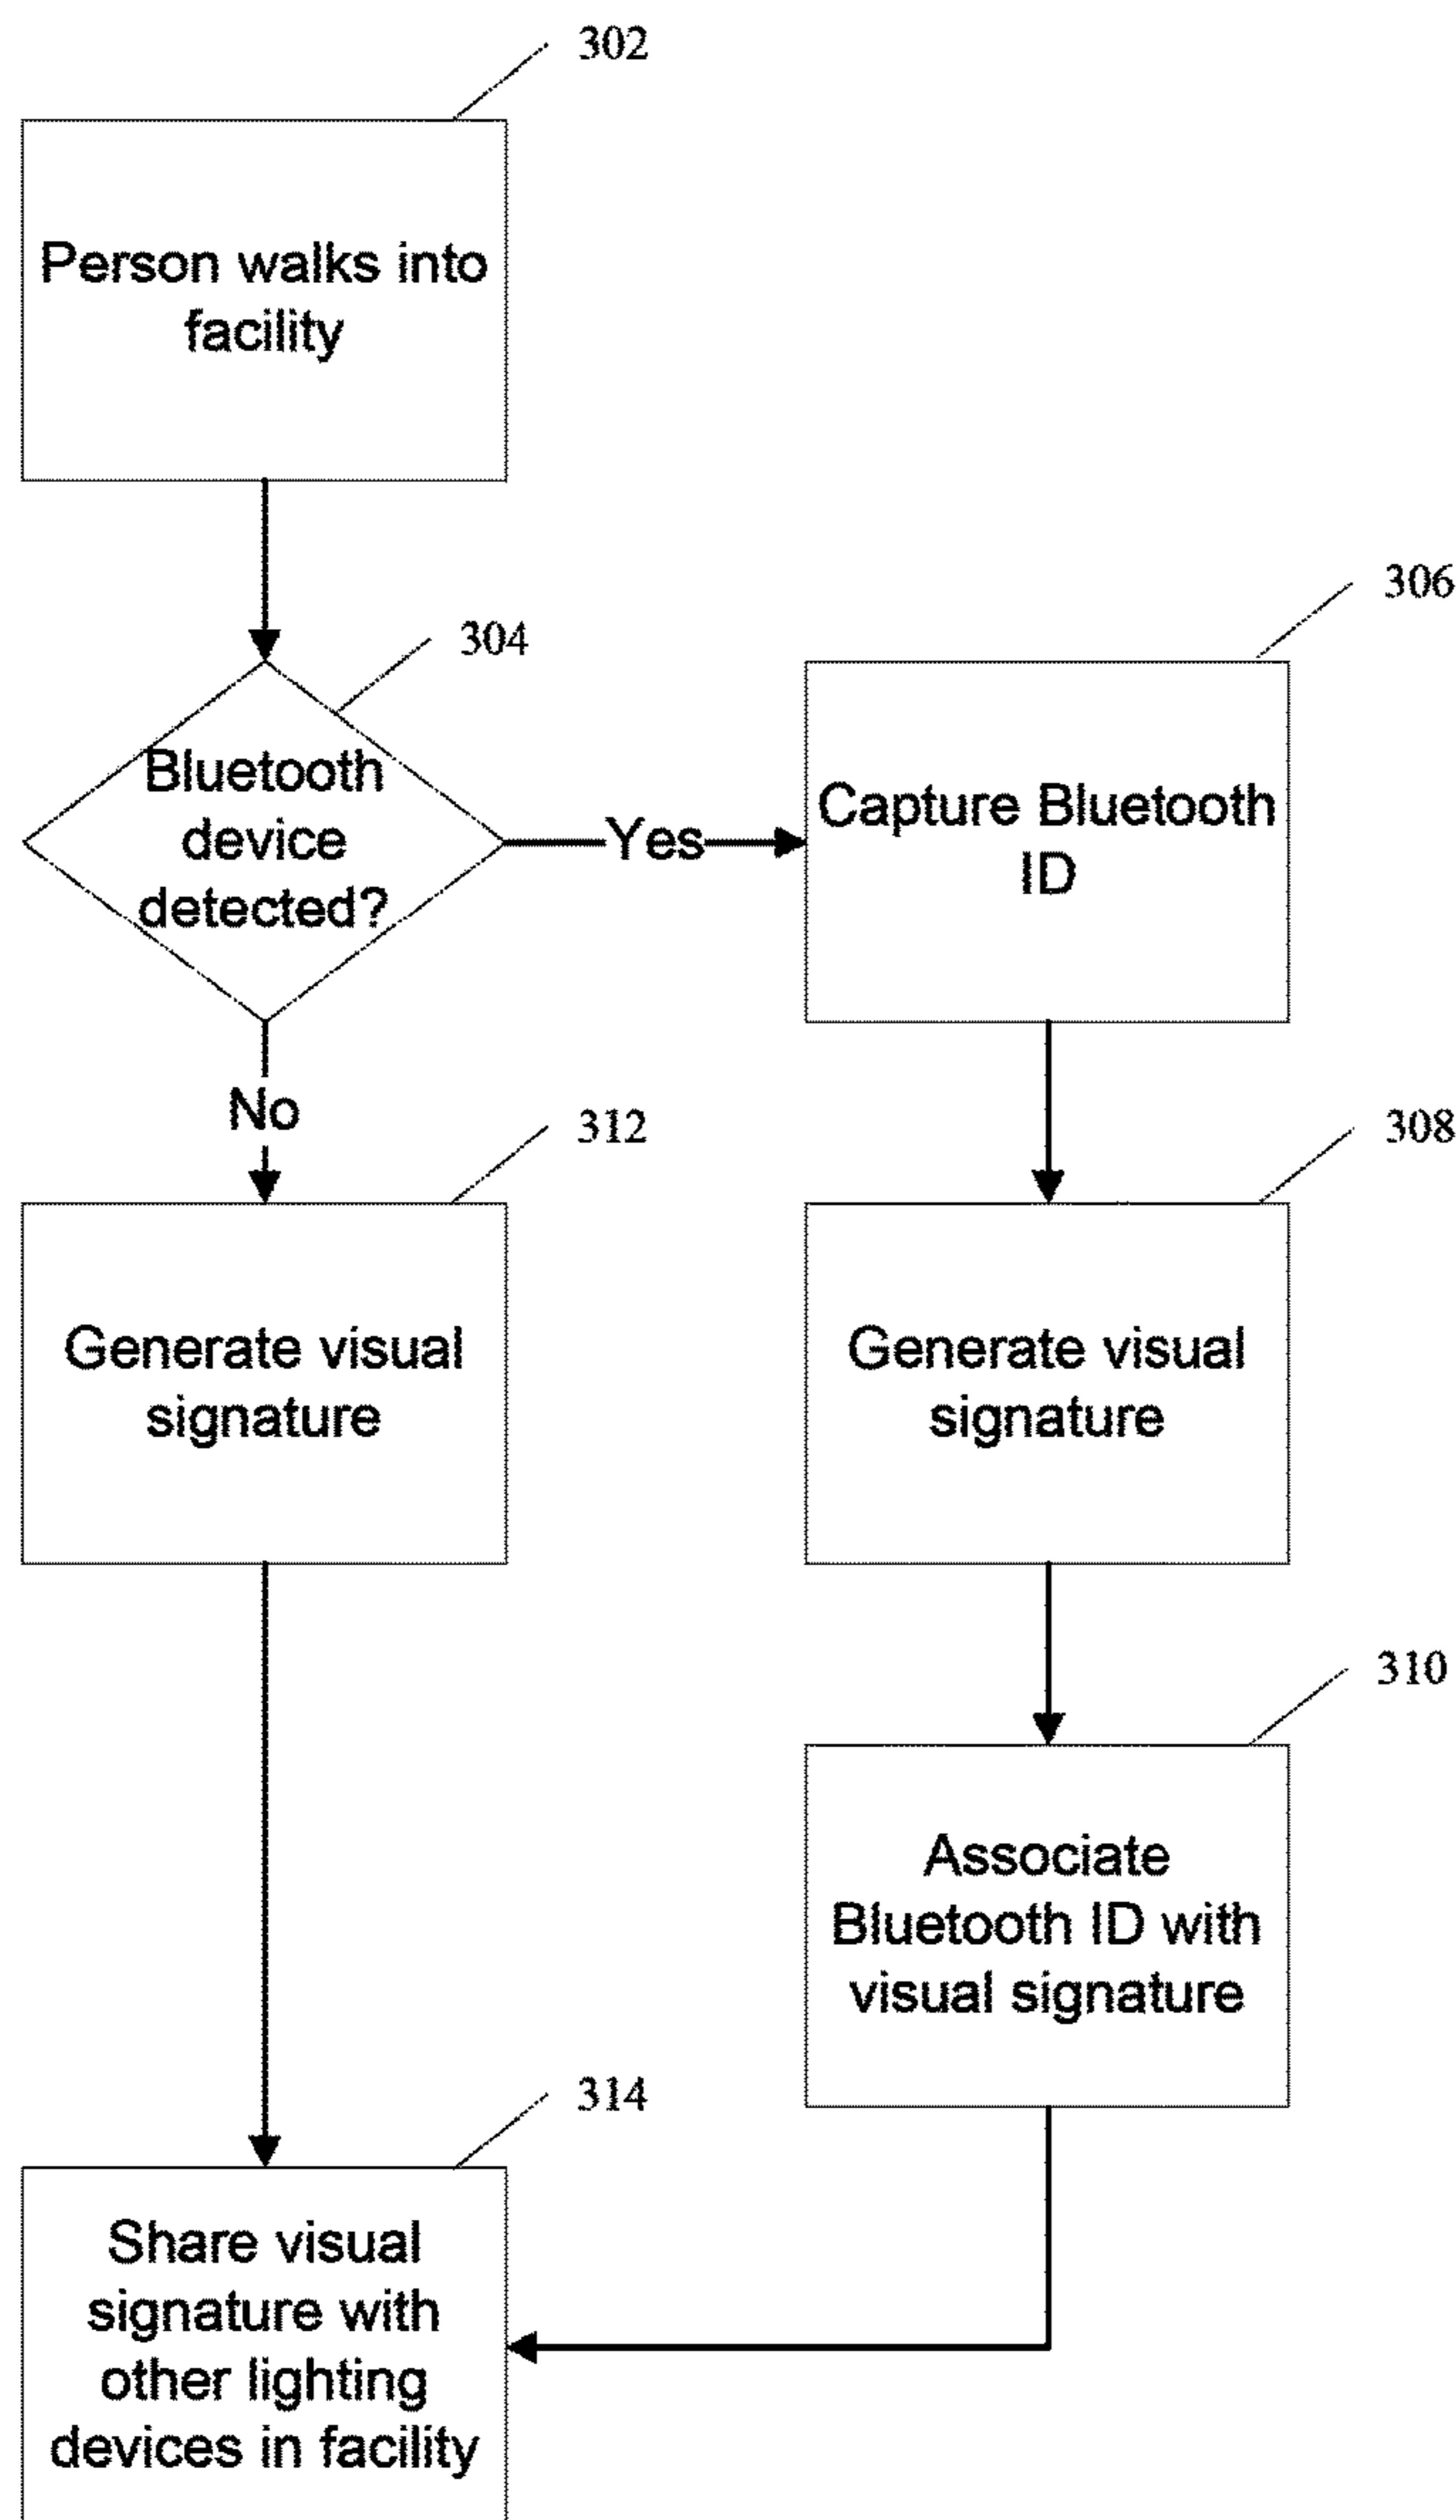 302
Person walks into
facility
304
Bluetooth
device
detected?
Yes
306
Capture Bluetooth
ID
No
312
Generate visual
signature
308
Generate visual
signature
310
Associate
Bluetooth ID with
visual signature
314
Share visual
signature with
other lighting
devices in facility